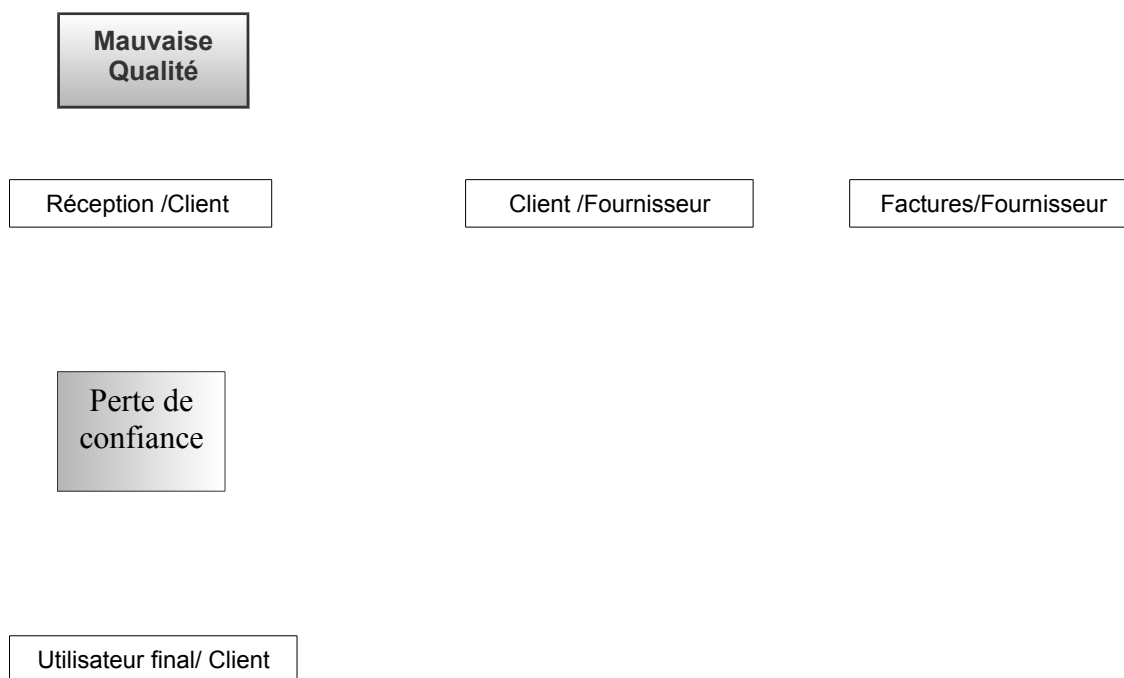 Mauvaise
Qualité
Réception /Client
Client /Fournisseur
Factures/Fournisseur
Perte de
confiance
Utilisateur final/ Client